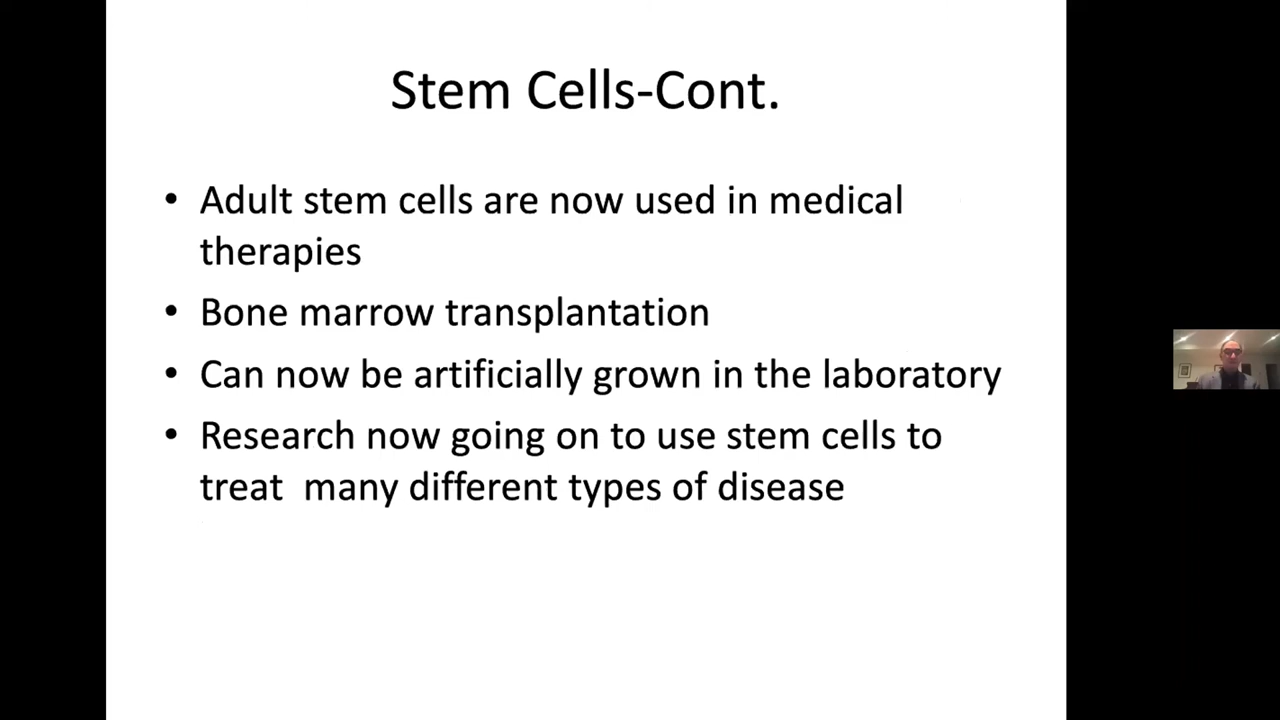 Stem Cells-Cont.
• Adult stem cells are now used in medical
therapies
• Bone marrow transplantation
• Can now be artificially grown in the laboratory
• Research now going on to use stem cells to
treat  many different types of disease